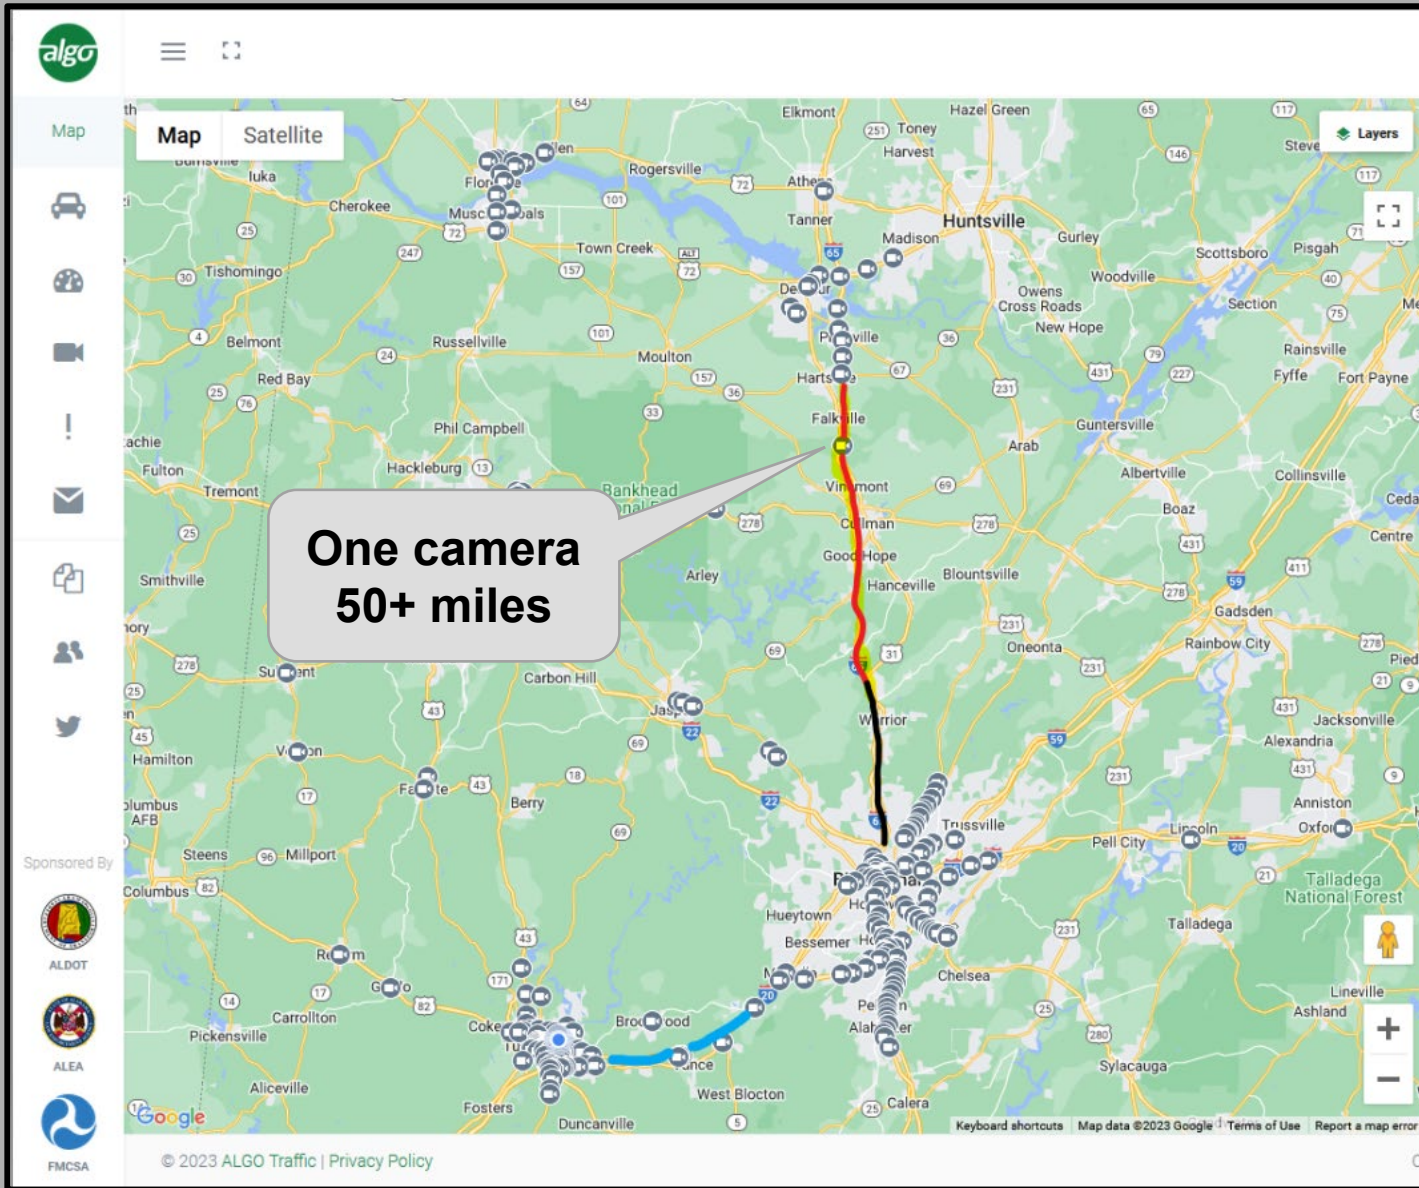 algo
Map
Sponsored By
ALDOT
ALEA
FMCSA
Map Satellite
Layers
One camera
50+ miles
Elkmont
Hazel Green
Toney
Harvest
Iuka
Rogersville
Cherokee
Tanner
Huntsville
Madison
Gurley
Town Creek
Tishomingo
Scottsboro
Pisgah
Woodville
Owens
Cross Roads
Section
New Hope
Belmont
Russellville
Moulton
Rainsville
Red Bay
Fyffe
Fort Payne
Phil Campbell
Guntersville
Arab
Fulton
Hackleburg
Albertville
Collinsville
Tremont
Bankhead
Boaz
Cullman
Centre
Good Hope
Smithville
Arley
Hanceville
Blountsville
Gadsden
Oneonta
Rainbow City
Carbon Hill
Warrior
Jacksonville
Hamilton
Alexandria
Berry
Anniston
AFB
Trussville
Lincoln
Steens
Millport
Pell City
Columbus
Talladega
National Forest
Hueytown
Talladega
Bessemer
Chelsea
Lineville
Carrollton
Ashland
Pickensville
Sylacauga
Aliceville
West Blocton
Fosters
Calera
Duncanville
Google
Keyboard shortcuts Map data ©2023 Google Terms of Use Report a map error
© 2023 ALGO Traffic | Privacy Policy